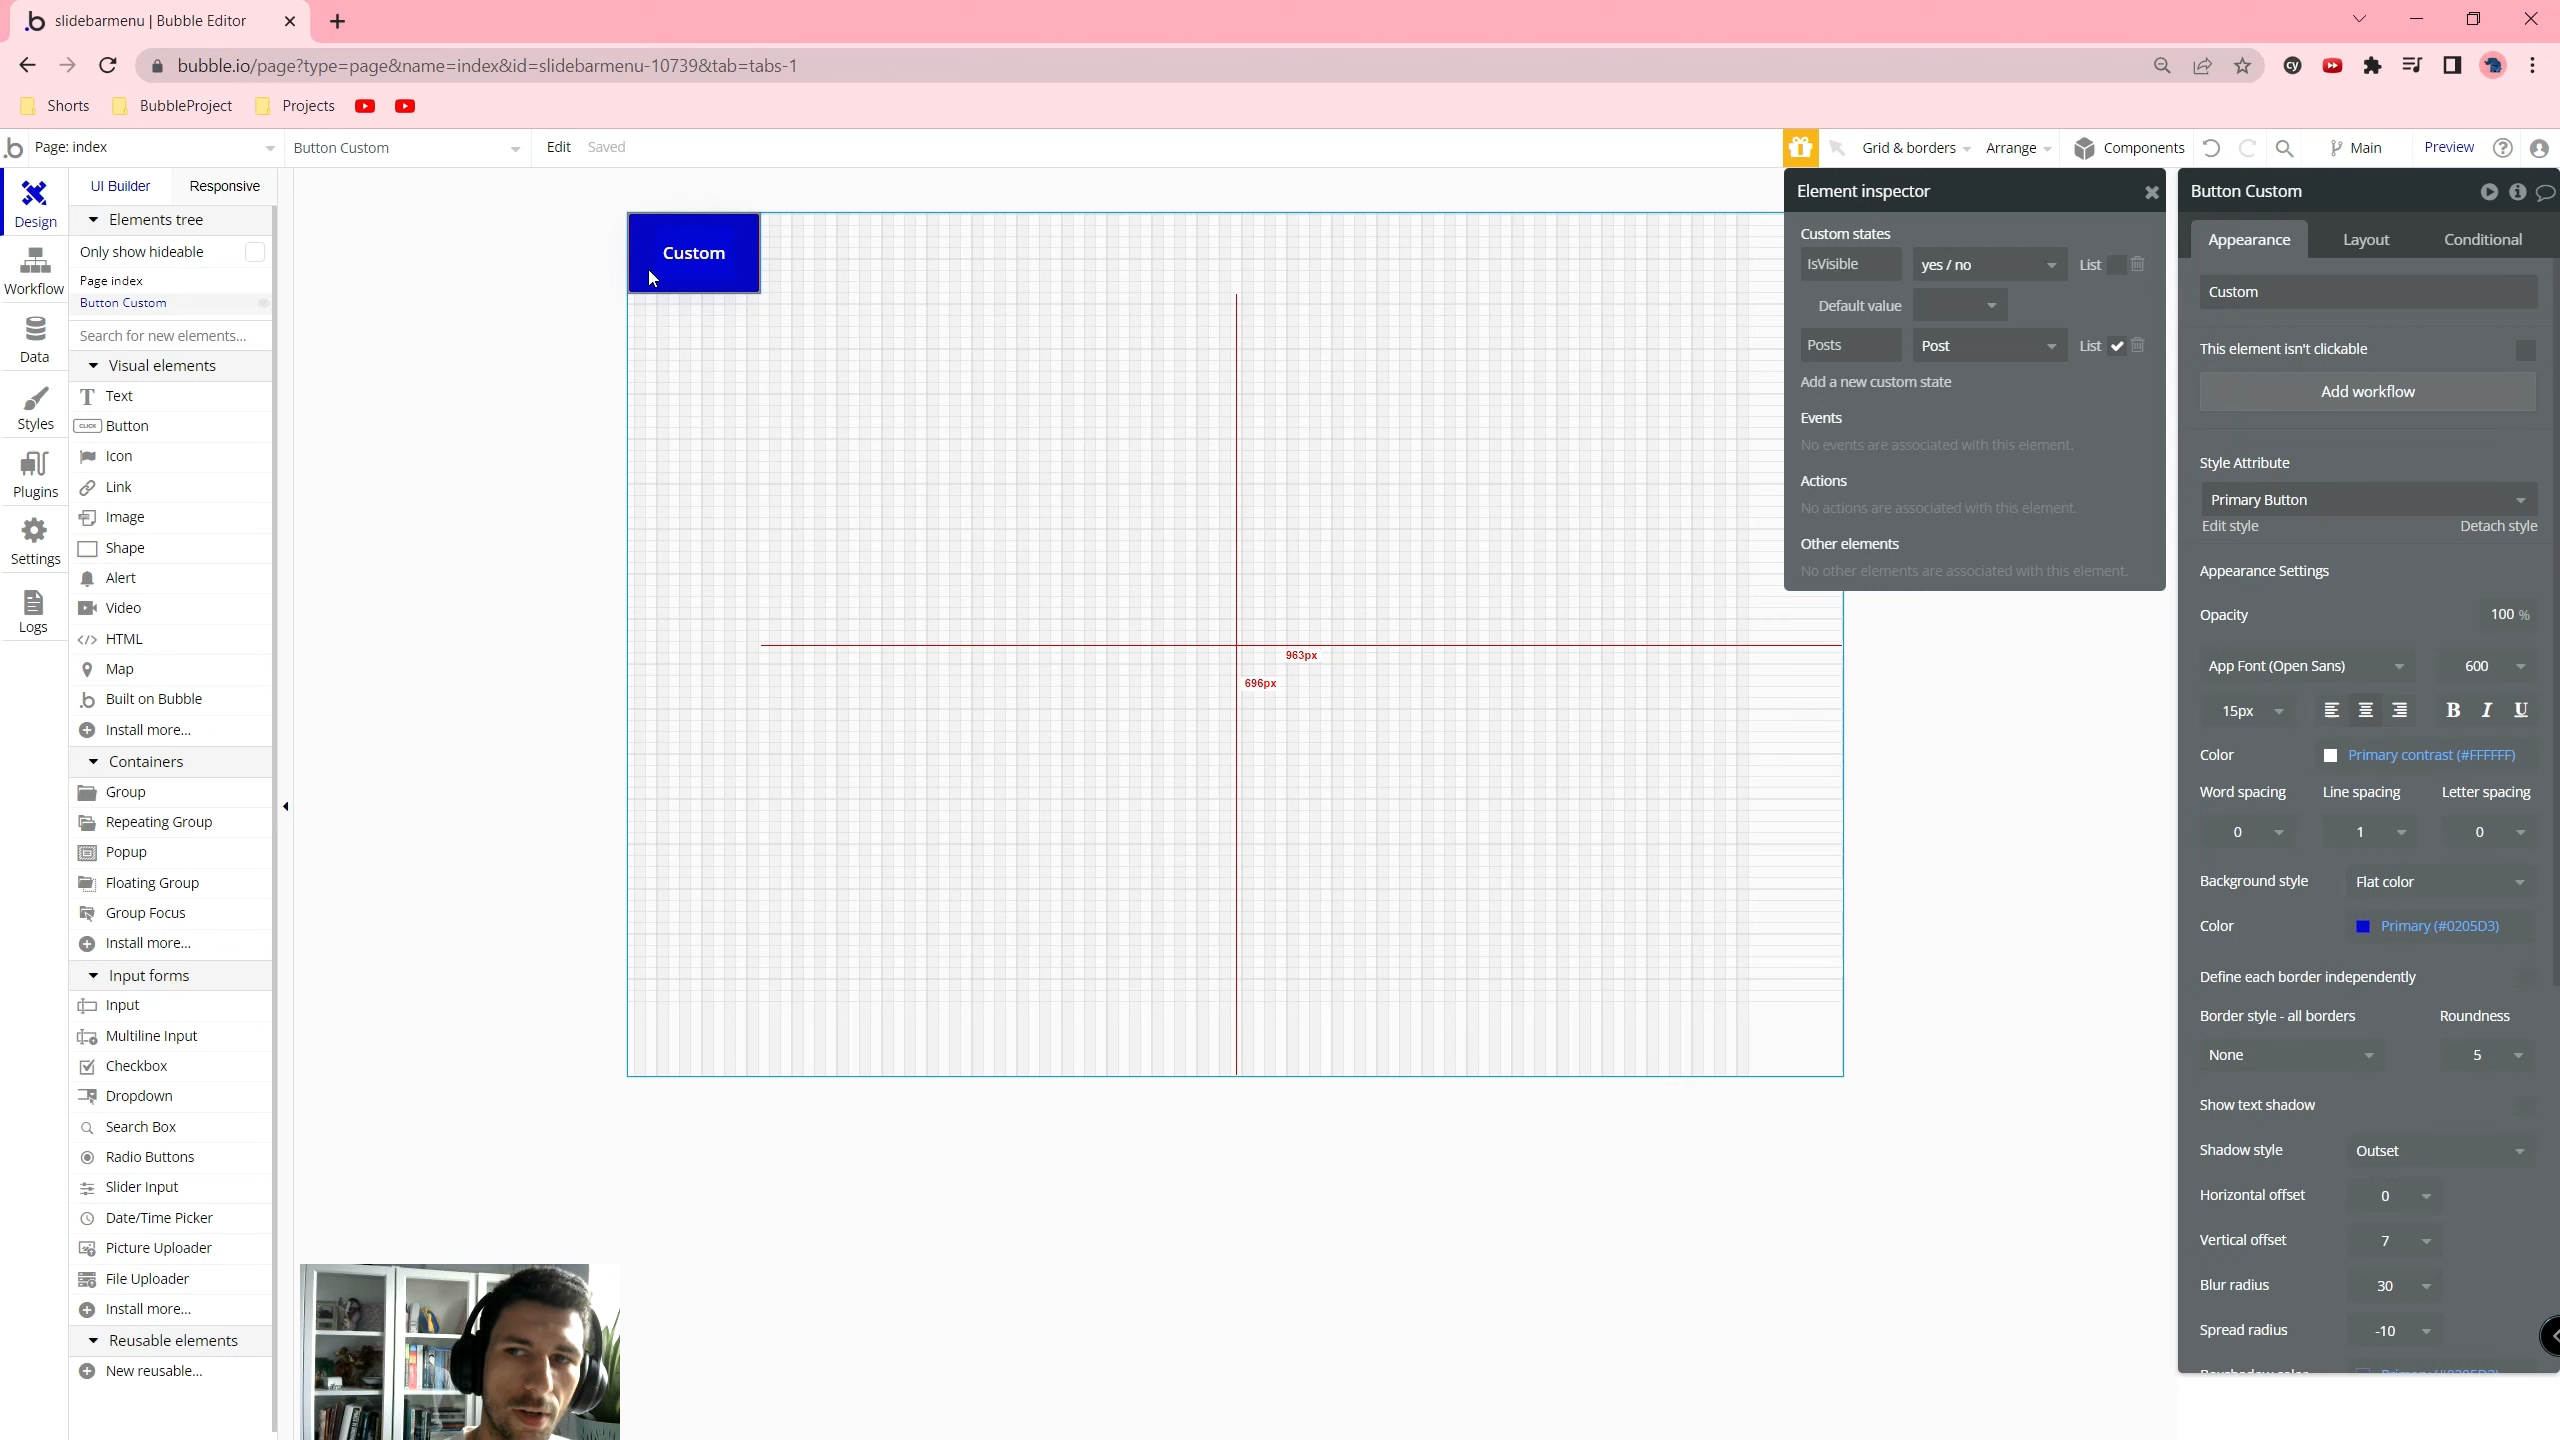 slidebarmenu | Bubble Editor
bubble.io/page?type=page&name=index&id=slidebarmenu-10739&tab=tabs-1
Shorts BubbleProject Projects
Page: index Button Custom Edit Saved Grid & borders Arrange Components Main Preview
Design
Workflow
Data
Styles
Plugins
Settings
Logs
UI Builder Responsive
Elements tree
Only show hideable
Page index
Button Custom
Search for new elements...
Visual elements
Text
CLICK Button
Icon
Link
Image
Shape
Alert
Video
HTML
Map
Built on Bubble
Install more...
Containers
Group
Repeating Group
Popup
Floating Group
Group Focus
Install more...
Input forms
Input
Multiline Input
Checkbox
Dropdown
Search Box
Radio Buttons
Slider Input
Date/Time Picker
Picture Uploader
File Uploader
Install more...
Reusable elements
New reusable...
Custom
963px
696px
Element inspector
Custom states
IsVisible yes / no List
Default value
Posts Post List
Add a new custom state
Events
No events are associated with this element.
Actions
No actions are associated with this element.
Other elements
No other elements are associated with this element.
Button Custom
Appearance Layout Conditional
Custom
This element isn't clickable
Add workflow
Style Attribute
Primary Button
Edit style Detach style
Appearance Settings
Opacity 100 %
App Font (Open Sans) 600
15px B I U
Color Primary contrast (#FFFFFF)
Word spacing Line spacing Letter spacing
0 1 0
Background style Flat color
Color Primary (#0205D3)
Define each border independently
Border style - all borders Roundness
None 5
Show text shadow
Shadow style Outset
Horizontal offset 0
Vertical offset 7
Blur radius 30
Spread radius -10